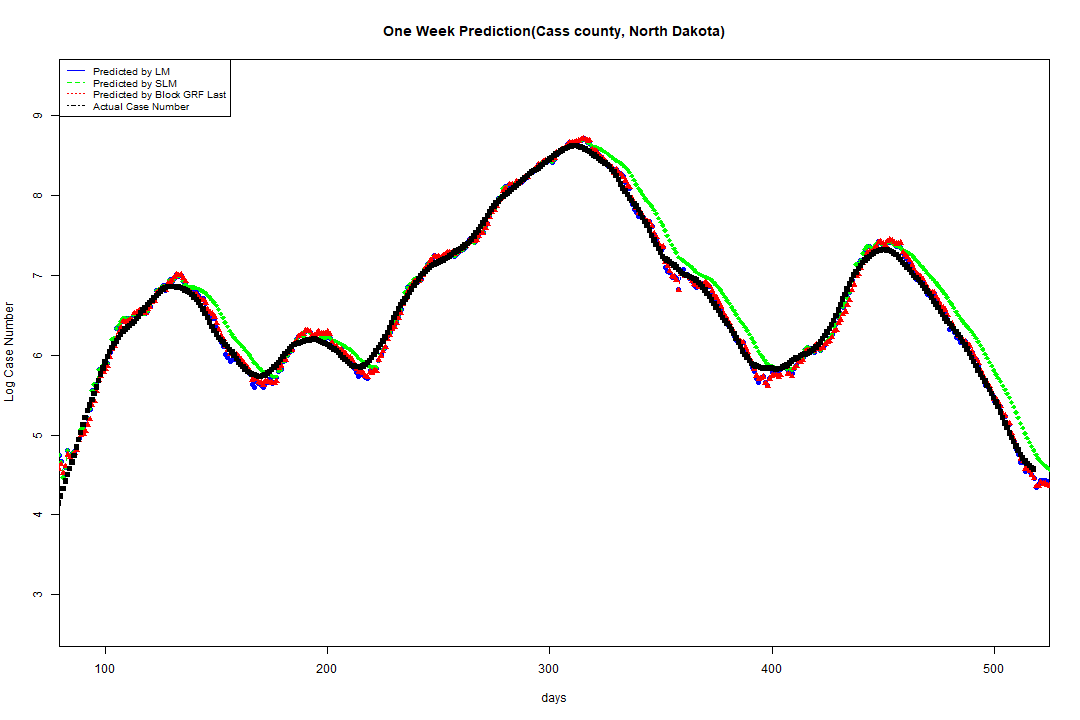 One Week Prediction(Cass county, North Dakota)
Predicted by LM
Predicted by SLM
Predicted by Block GRF Last
Actual Case Number
9
8
7
6
5
4
3
Log Case Number
100 200 300 400 500
days